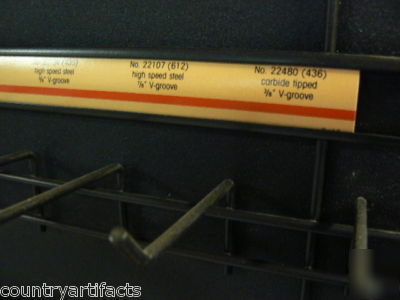 No. 22107 (612)
high speed steel
⅞" V-groove
No. 22480 (436)
carbide tipped
⅜" V-groove
high speed steel
V-groove
countryartifacts